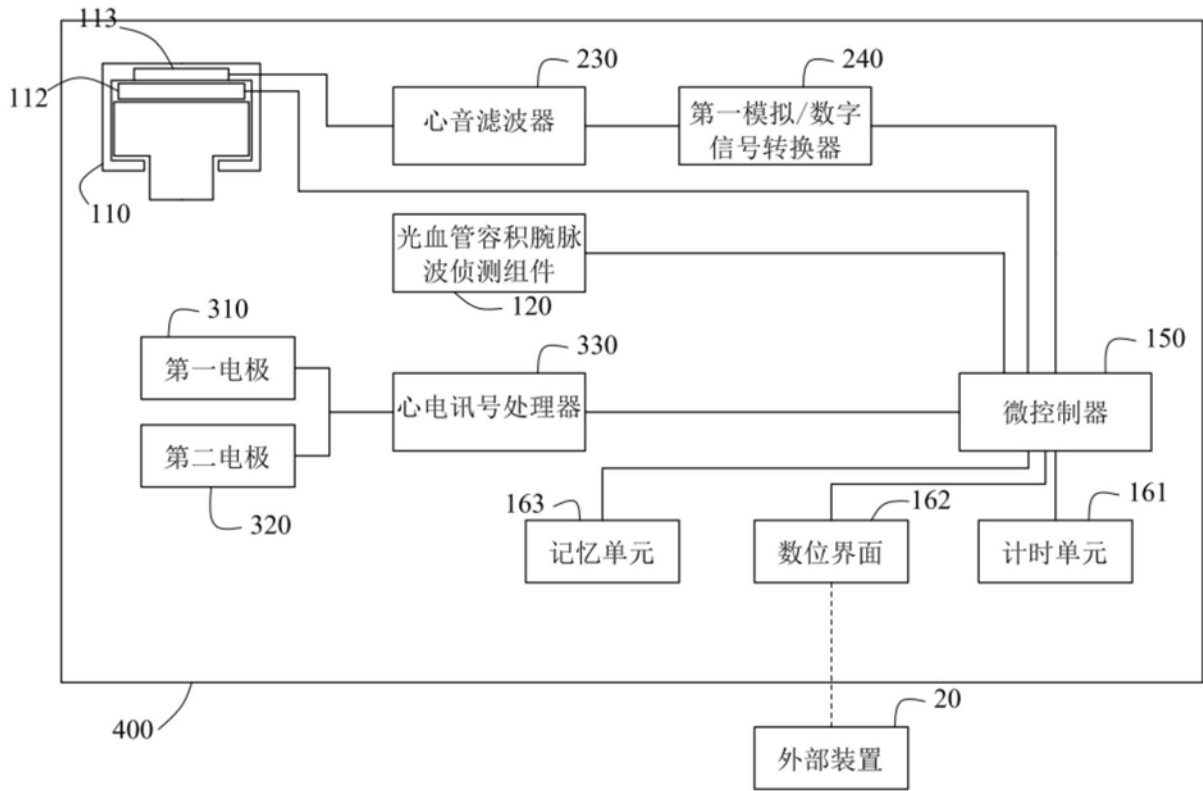 113
230
240
112
心音滤波器
第一模拟/数字
信号转换器
110
光血管容积腕脉
波侦测组件
120
310
330
150
第一电极
心电讯号处理器
微控制器
第二电极
320
163
162
161
记忆单元
数位界面
计时单元
400
20
外部装置